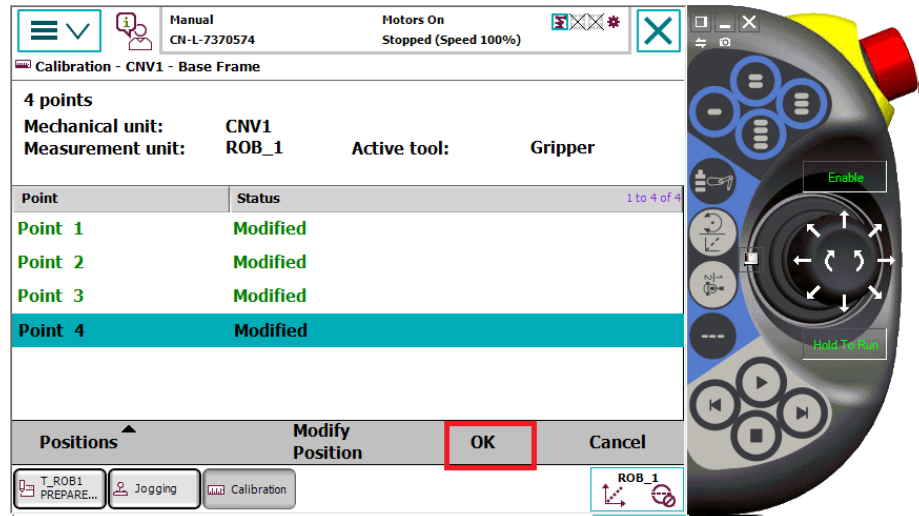 Manual
CN-L-7370574
Motors On
Stopped (Speed 100%)
Calibration - CNV1 - Base Frame
4 points
Mechanical unit: CNV1
Measurement unit: ROB_1 Active tool: Gripper
Point Status 1 to 4 of 4
Point 1 Modified
Point 2 Modified
Point 3 Modified
Point 4 Modified
Positions Modify Position OK Cancel
T_ROB1 PREPARE... Jogging Calibration ROB_1
Enable
Hold To Run